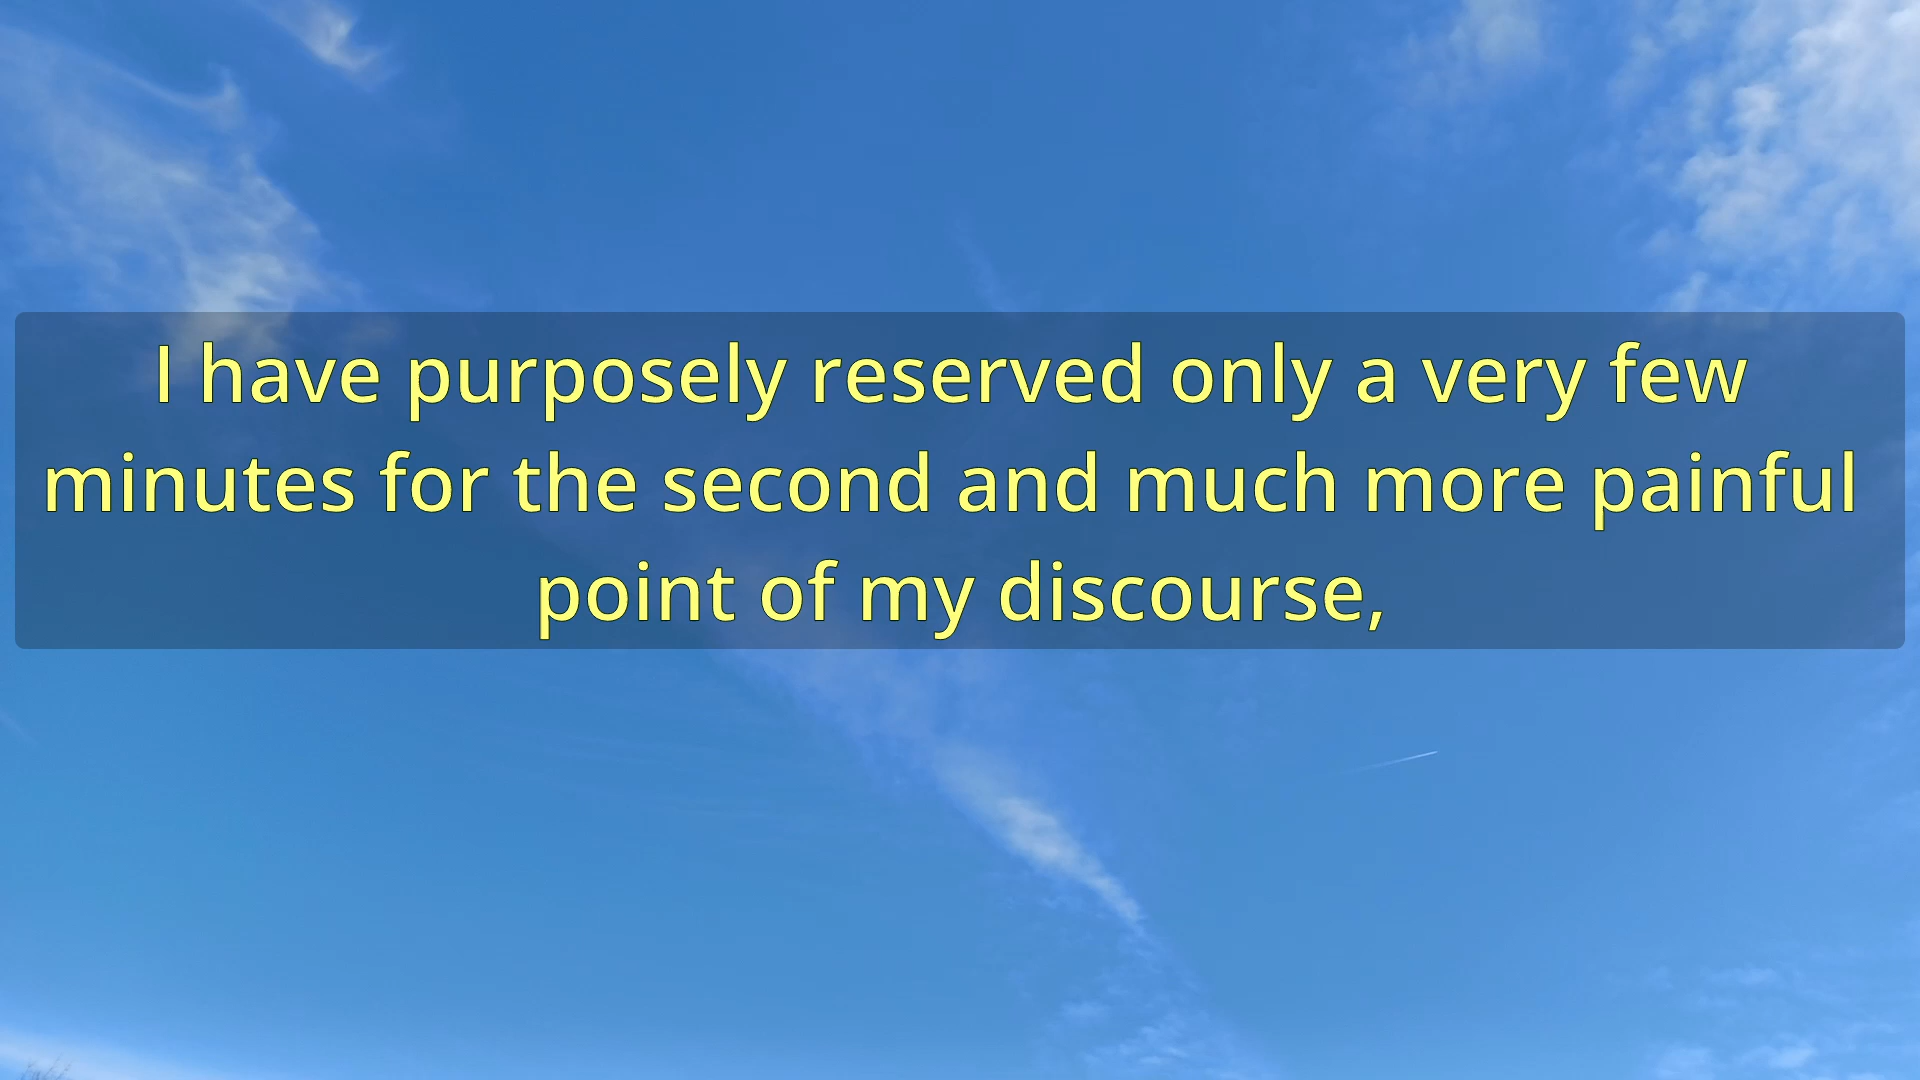 I have purposely reserved only a very few
minutes for the second and much more painful
point of my discourse,